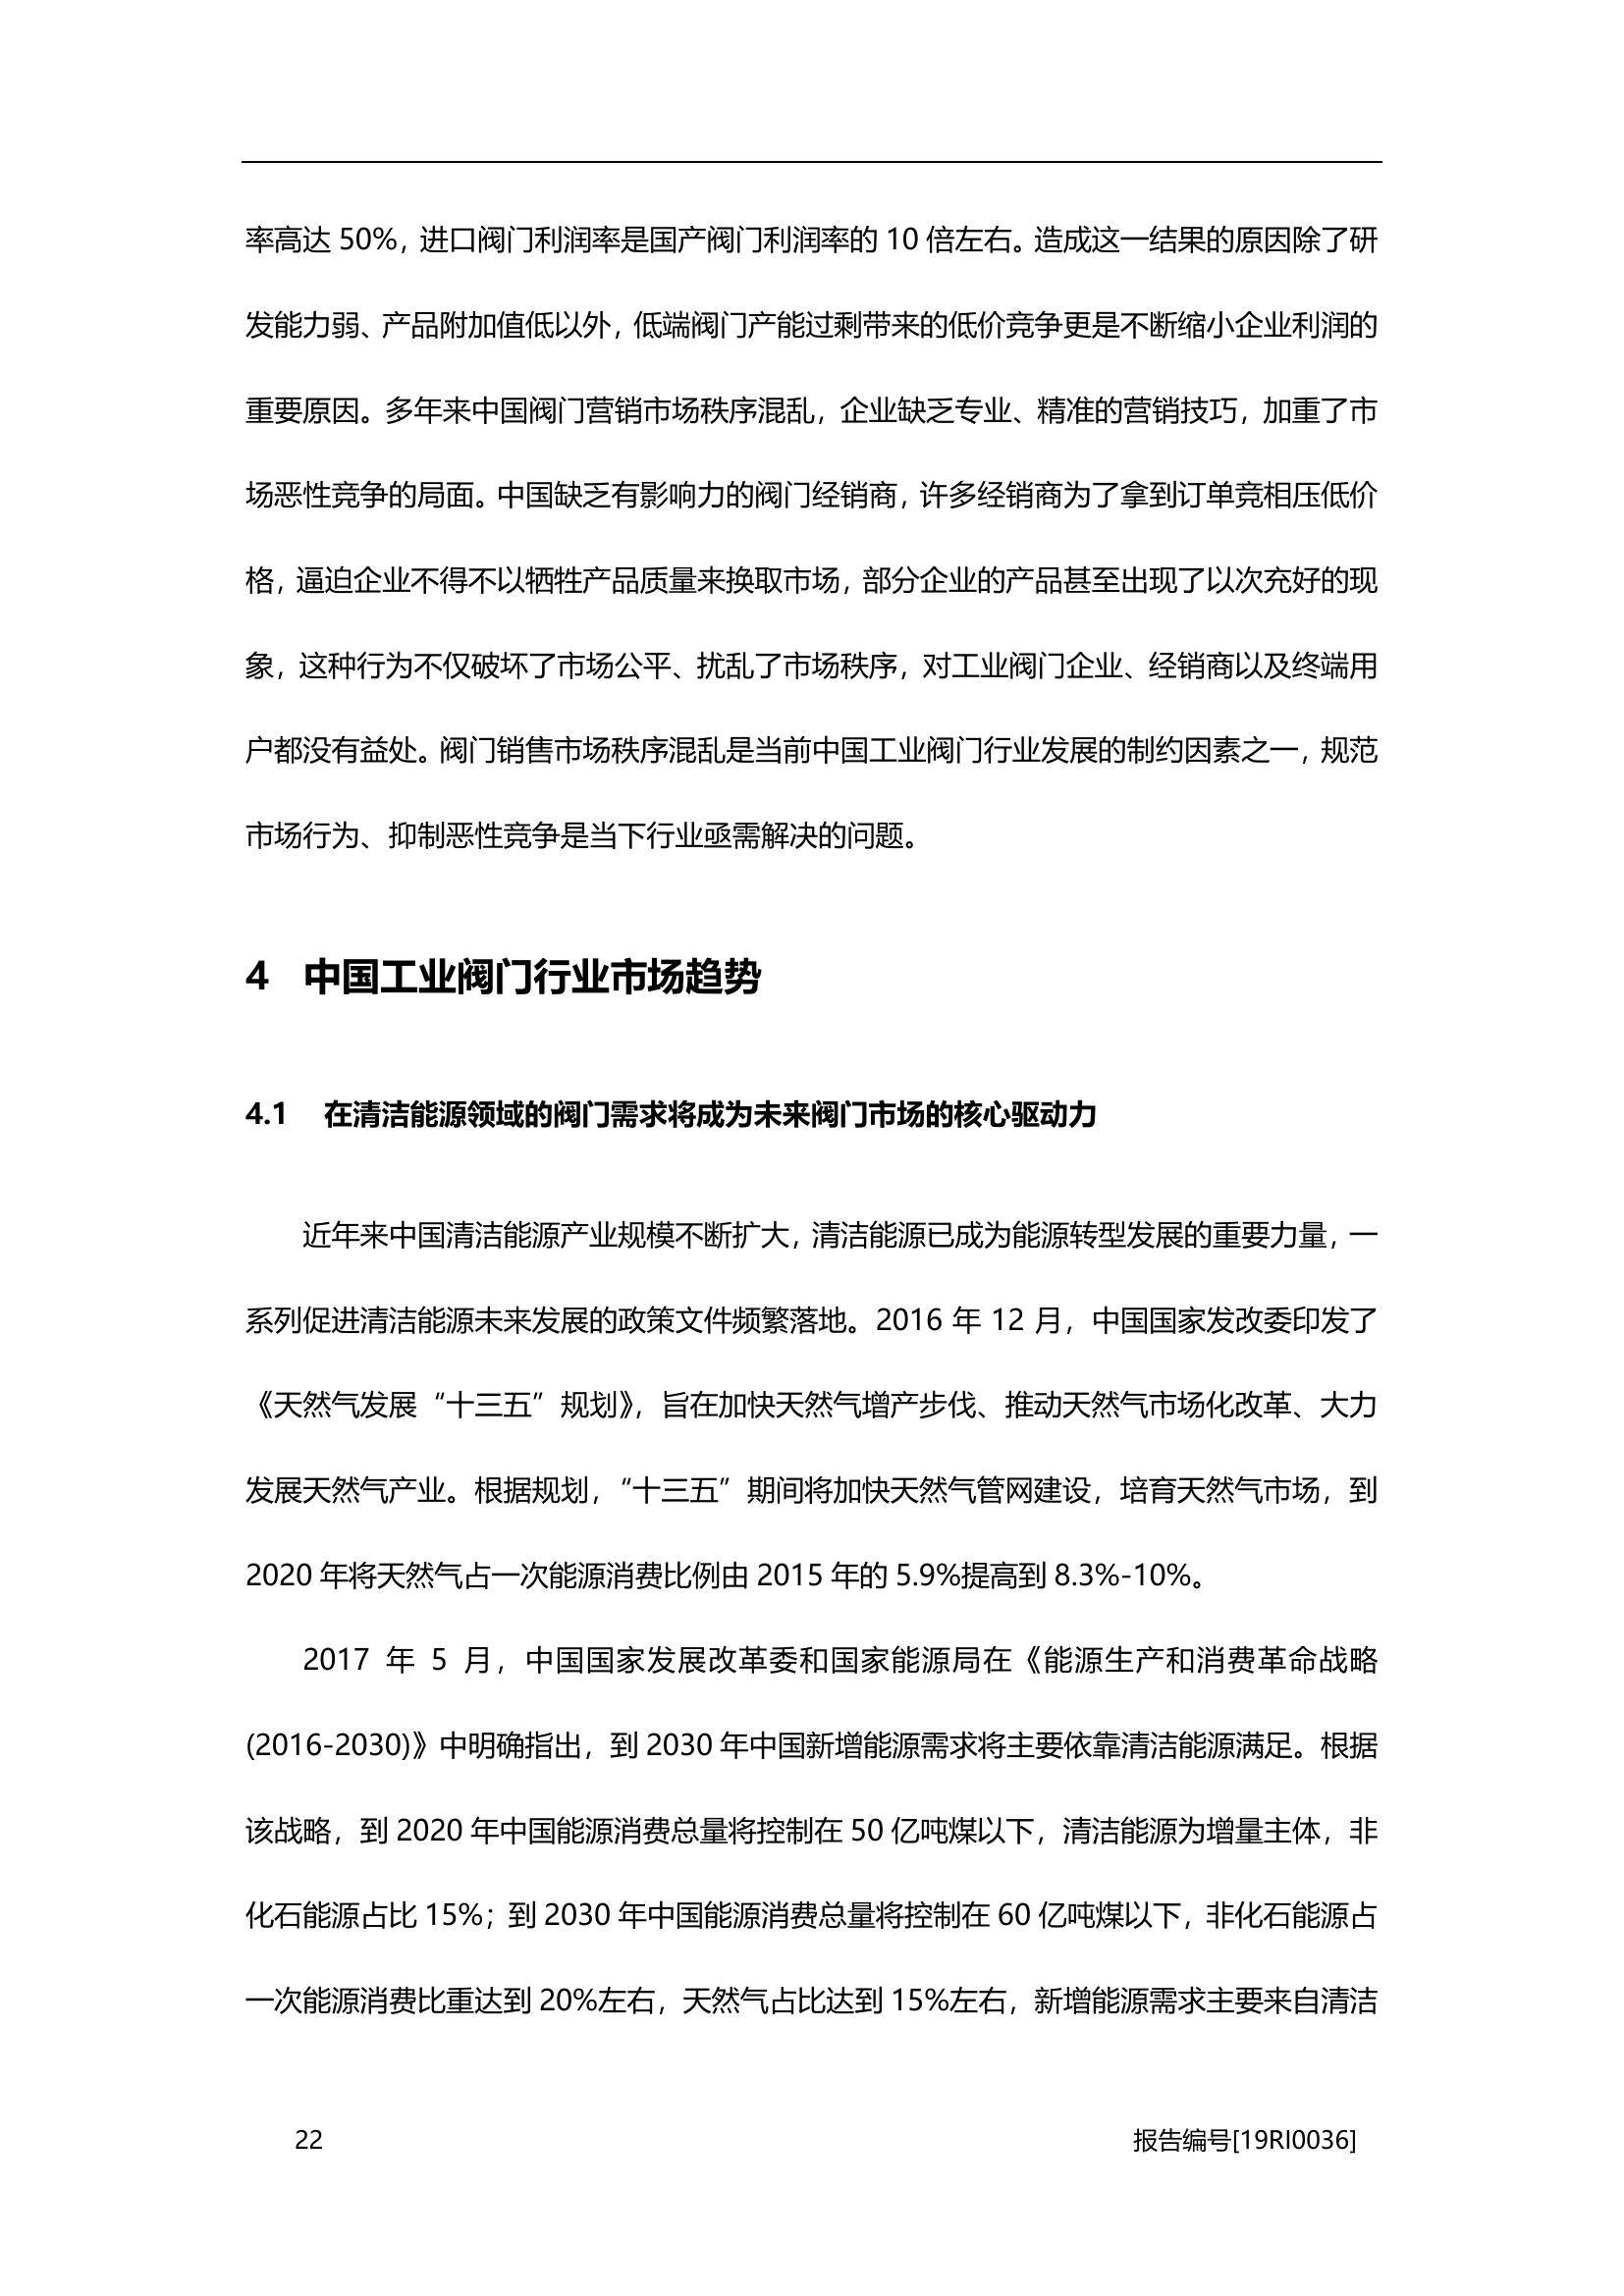 率高达 50%，进口阀门利润率是国产阀门利润率的 10 倍左右。造成这一结果的原因除了研
发能力弱、产品附加值低以外，低端阀门产能过剩带来的低价竞争更是不断缩小企业利润的
重要原因。多年来中国阀门营销市场秩序混乱，企业缺乏专业、精准的营销技巧，加重了市
场恶性竞争的局面。中国缺乏有影响力的阀门经销商，许多经销商为了拿到订单竞相压低价
格，逼迫企业不得不以牺牲产品质量来换取市场，部分企业的产品甚至出现了以次充好的现
象，这种行为不仅破坏了市场公平、扰乱了市场秩序，对工业阀门企业、经销商以及终端用
户都没有益处。阀门销售市场秩序混乱是当前中国工业阀门行业发展的制约因素之一，规范
市场行为、抑制恶性竞争是当下行业亟需解决的问题。
4 中国工业阀门行业市场趋势
4.1 在清洁能源领域的阀门需求将成为未来阀门市场的核心驱动力
近年来中国清洁能源产业规模不断扩大，清洁能源已成为能源转型发展的重要力量，一
系列促进清洁能源未来发展的政策文件频繁落地。2016 年 12 月，中国国家发改委印发了
《天然气发展“十三五”规划》，旨在加快天然气增产步伐、推动天然气市场化改革、大力
发展天然气产业。根据规划，“十三五”期间将加快天然气管网建设，培育天然气市场，到
2020 年将天然气占一次能源消费比例由 2015 年的 5.9%提高到 8.3%-10%。
2017 年 5 月，中国国家发展改革委和国家能源局在《能源生产和消费革命战略
(2016-2030)》中明确指出，到 2030 年中国新增能源需求将主要依靠清洁能源满足。根据
该战略，到 2020 年中国能源消费总量将控制在 50 亿吨煤以下，清洁能源为增量主体，非
化石能源占比 15%；到 2030 年中国能源消费总量将控制在 60 亿吨煤以下，非化石能源占
一次能源消费比重达到 20%左右，天然气占比达到 15%左右，新增能源需求主要来自清洁
22 报告编号[19RI0036]